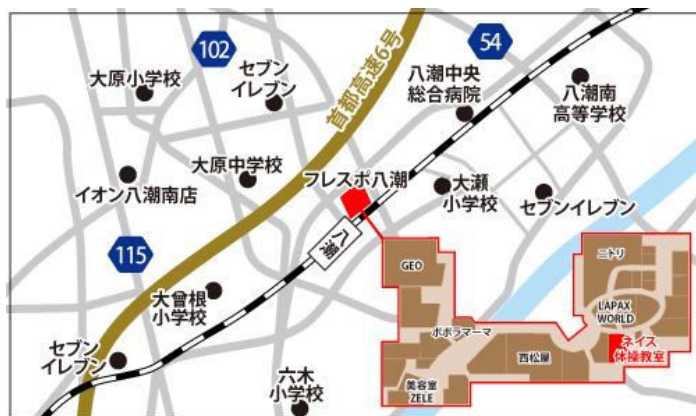 102
54
大原小学校
セブン
イレブン
首都高速6号
八潮中央
総合病院
八潮南
高等学校
イオン八潮南店
大原中学校
フレスポ八潮
大瀬
小学校
セブンイレブン
115
八潮
大曾根
小学校
セブン
イレブン
六木
小学校
GEO
ニトリ
LAPAX
WORLD
ポポラマーマ
西松屋
ネイス
体操教室
美容室
ZELE